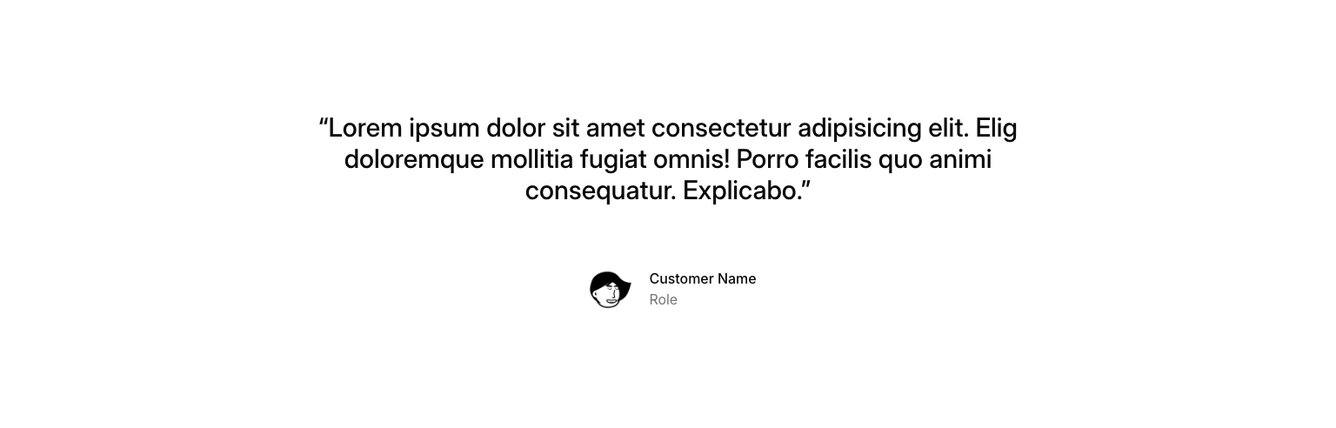 “Lorem ipsum dolor sit amet consectetur adipisicing elit. Elig
doloremque mollitia fugiat omnis! Porro facilis quo animi
consequatur. Explicabo.”
Customer Name
Role